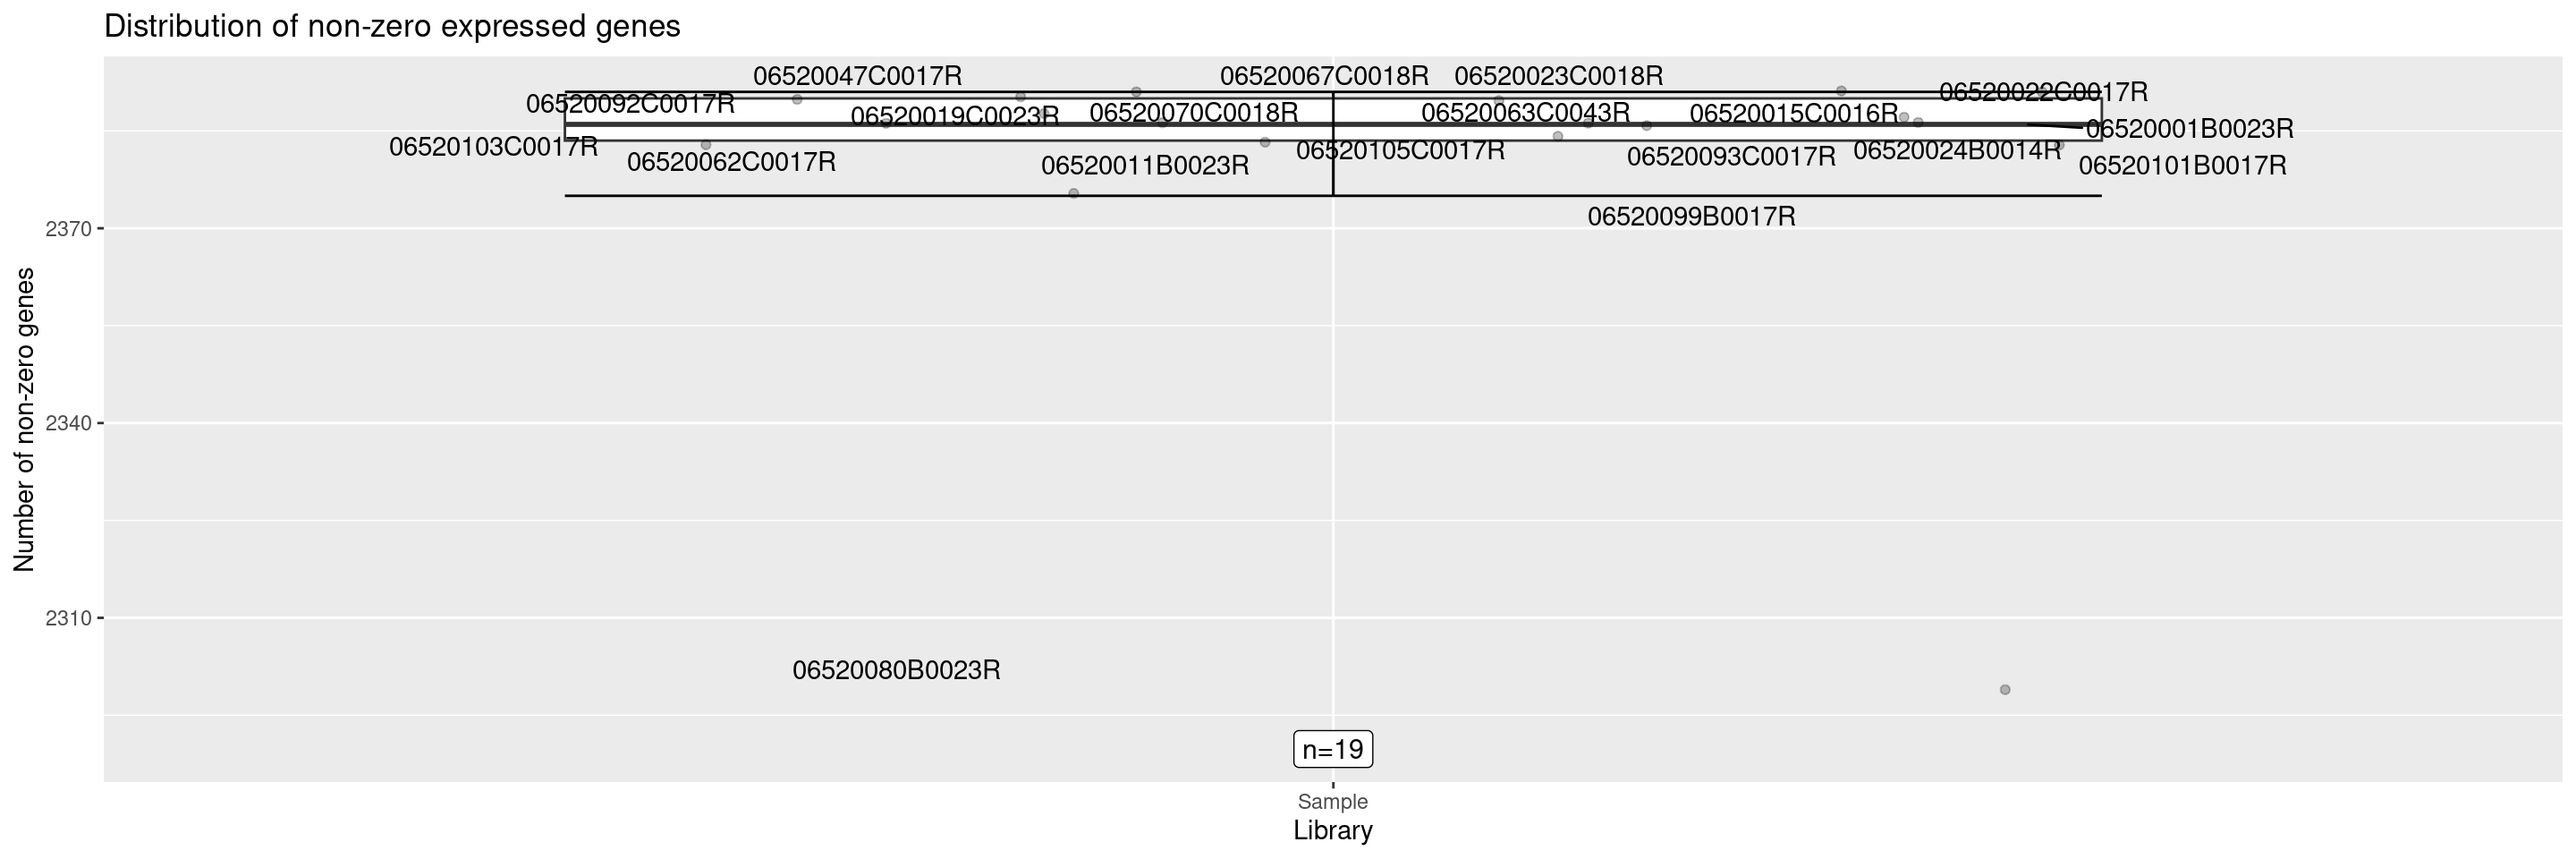 Distribution of non-zero expressed genes
06520047C0017R
06520067C0018R
06520023C0018R
06520022C0017R
06520092C0017R
06520019C0023R
06520070C0018R
06520063C0043R
06520015C0016R
06520001B0023R
06520103C0017R
06520062C0017R
06520011B0023R
06520105C0017R
06520093C0017R
06520024B0014R
06520101B0017R
06520099B0017R
2370
2340
2310
Number of non-zero genes
06520080B0023R
n=19
Sample
Library